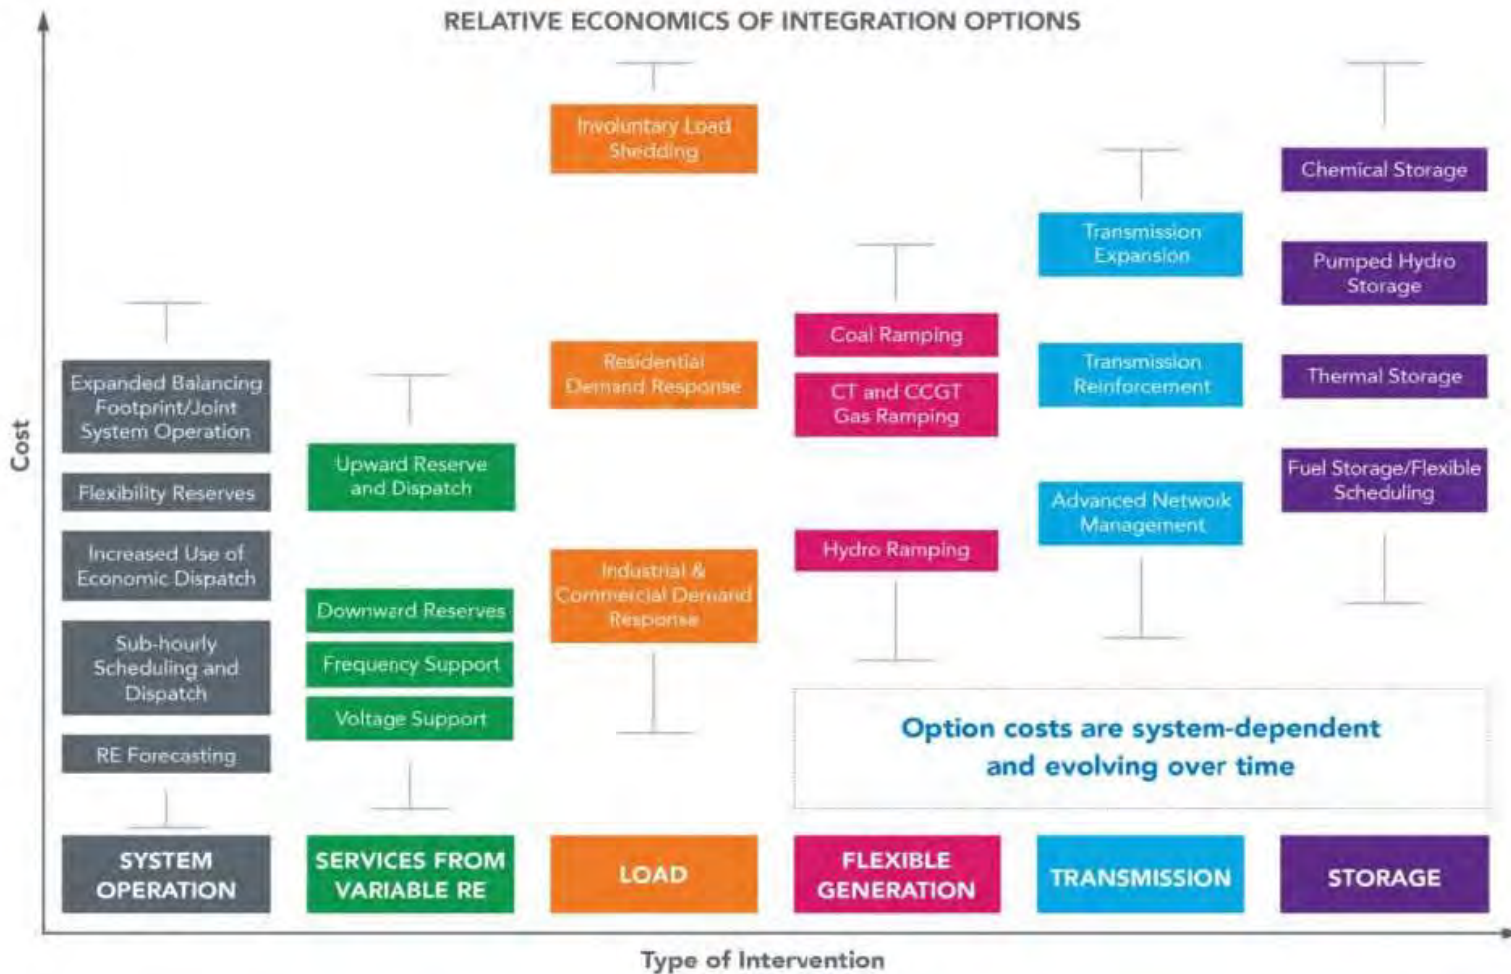 RELATIVE ECONOMICS OF INTEGRATION OPTIONS
Cost
Expanded Balancing
Footprint/Joint
System Operation
Flexibility Reserves
Increased Use of
Economic Dispatch
Sub-hourly
Scheduling and
Dispatch
RE Forecasting
SYSTEM
OPERATION
Upward Reserve
and Dispatch
Downward Reserves
Frequency Support
Voltage Support
SERVICES FROM
VARIABLE RE
Involuntary Load
Shedding
Residential
Demand Response
Industrial &
Commercial Demand
Response
LOAD
Coal Ramping
CT and CCGT
Gas Ramping
Hydro Ramping
FLEXIBLE
GENERATION
Transmission
Expansion
Transmission
Reinforcement
Advanced Network
Management
TRANSMISSION
Chemical Storage
Pumped Hydro
Storage
Thermal Storage
Fuel Storage/Flexible
Scheduling
STORAGE
Option costs are system-dependent
and evolving over time
Type of Intervention